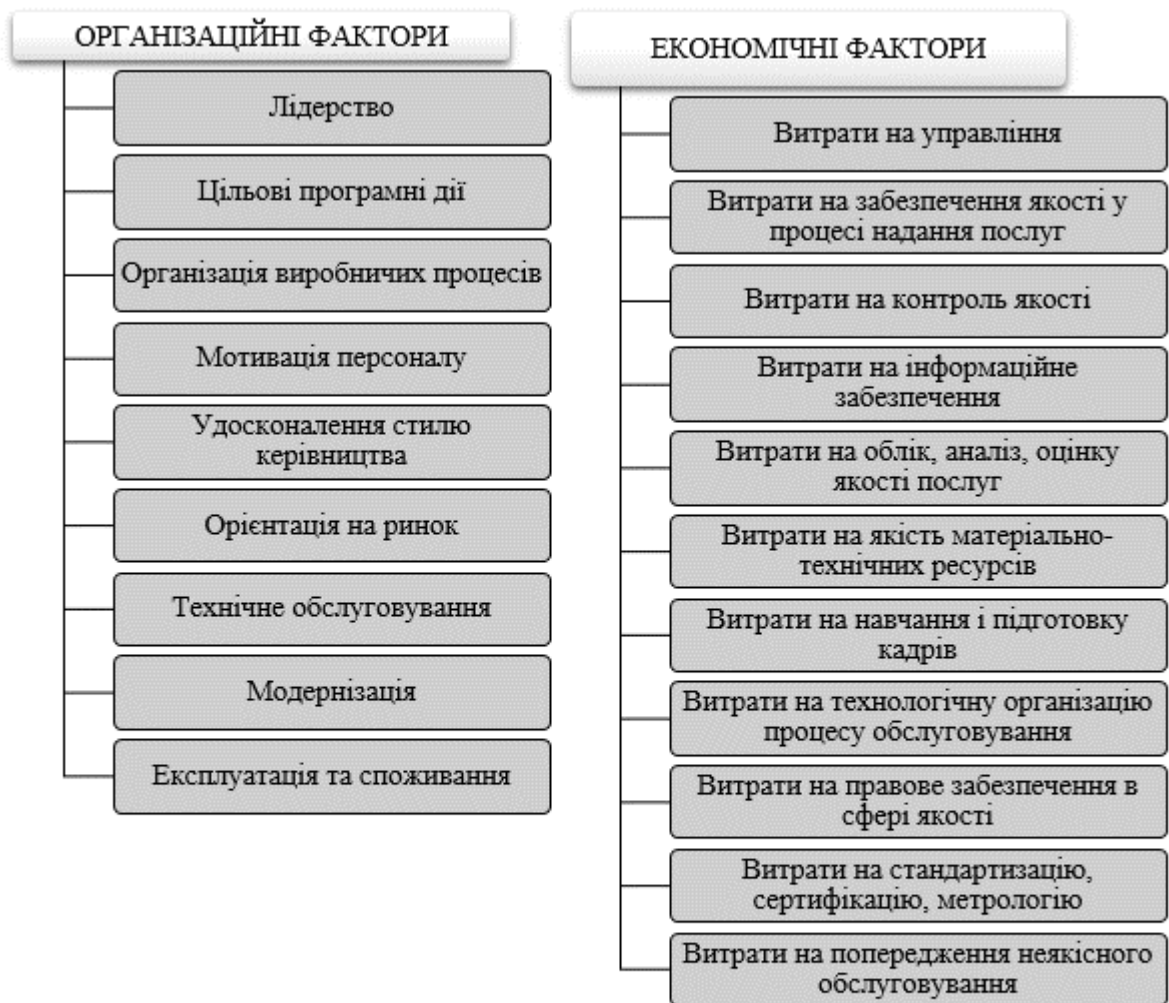 ОРГАНІЗАЦІЙНІ ФАКТОРИ
Лідерство
Цільові програмні дії
Організація виробничих процесів
Мотивація персоналу
Удосконалення стилю
керівництва
Орієнтація на ринок
Технічне обслуговування
Модернізація
Експлуатація та споживання
ЕКОНОМІЧНІ ФАКТОРИ
Витрати на управління
Витрати на забезпечення якості у
процесі надання послуг
Витрати на контроль якості
Витрати на інформаційне
забезпечення
Витрати на облік, аналіз, оцінку
якості послуг
Витрати на якість матеріально-
технічних ресурсів
Витрати на навчання і підготовку
кадрів
Витрати на технологічну організацію
процесу обслуговування
Витрати на правове забезпечення в
сфері якості
Витрати на стандартизацію,
сертифікацію, метрологію
Витрати на попередження неякісного
обслуговування